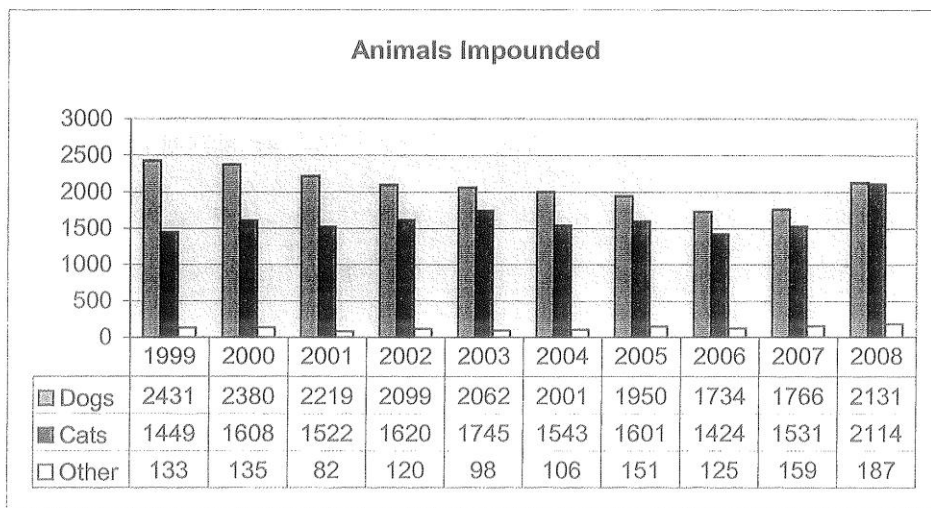 Animals Impounded
3000
2500
2000
1500
1000
500
0
1999 2000 2001 2002 2003 2004 2005 2006 2007 2008
Dogs 2431 2380 2219 2099 2062 2001 1950 1734 1766 2131
Cats 1449 1608 1522 1620 1745 1543 1601 1424 1531 2114
Other 133 135 82 120 98 106 151 125 159 187